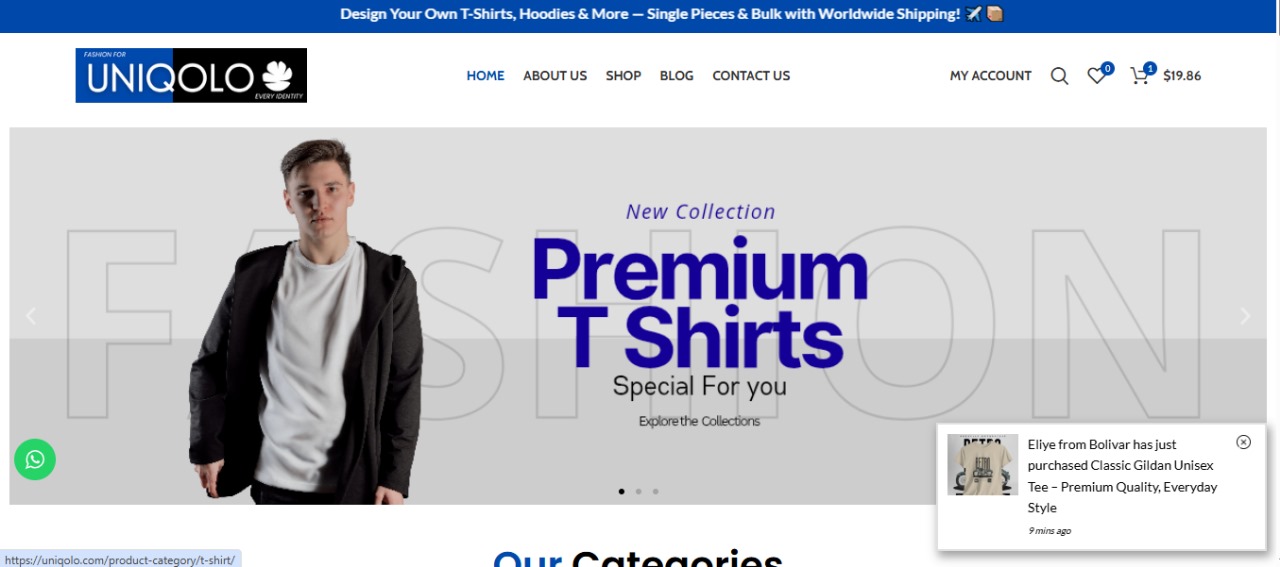 Design Your Own T-Shirts, Hoodies & More — Single Pieces & Bulk with Worldwide Shipping! ✈️ 📦
FASHION FOR
UNIQOLO
EVERY IDENTITY
HOME ABOUT US SHOP BLOG CONTACT US
MY ACCOUNT 0 1 $19.86
FASHION
New Collection
Premium
T Shirts
Special For you
Explore the Collections
RETRO
Eliye from Bolivar has just
purchased Classic Gildan Unisex
Tee – Premium Quality, Everyday
Style
9 mins ago
Our Categories
https://uniqolo.com/product-category/t-shirt/